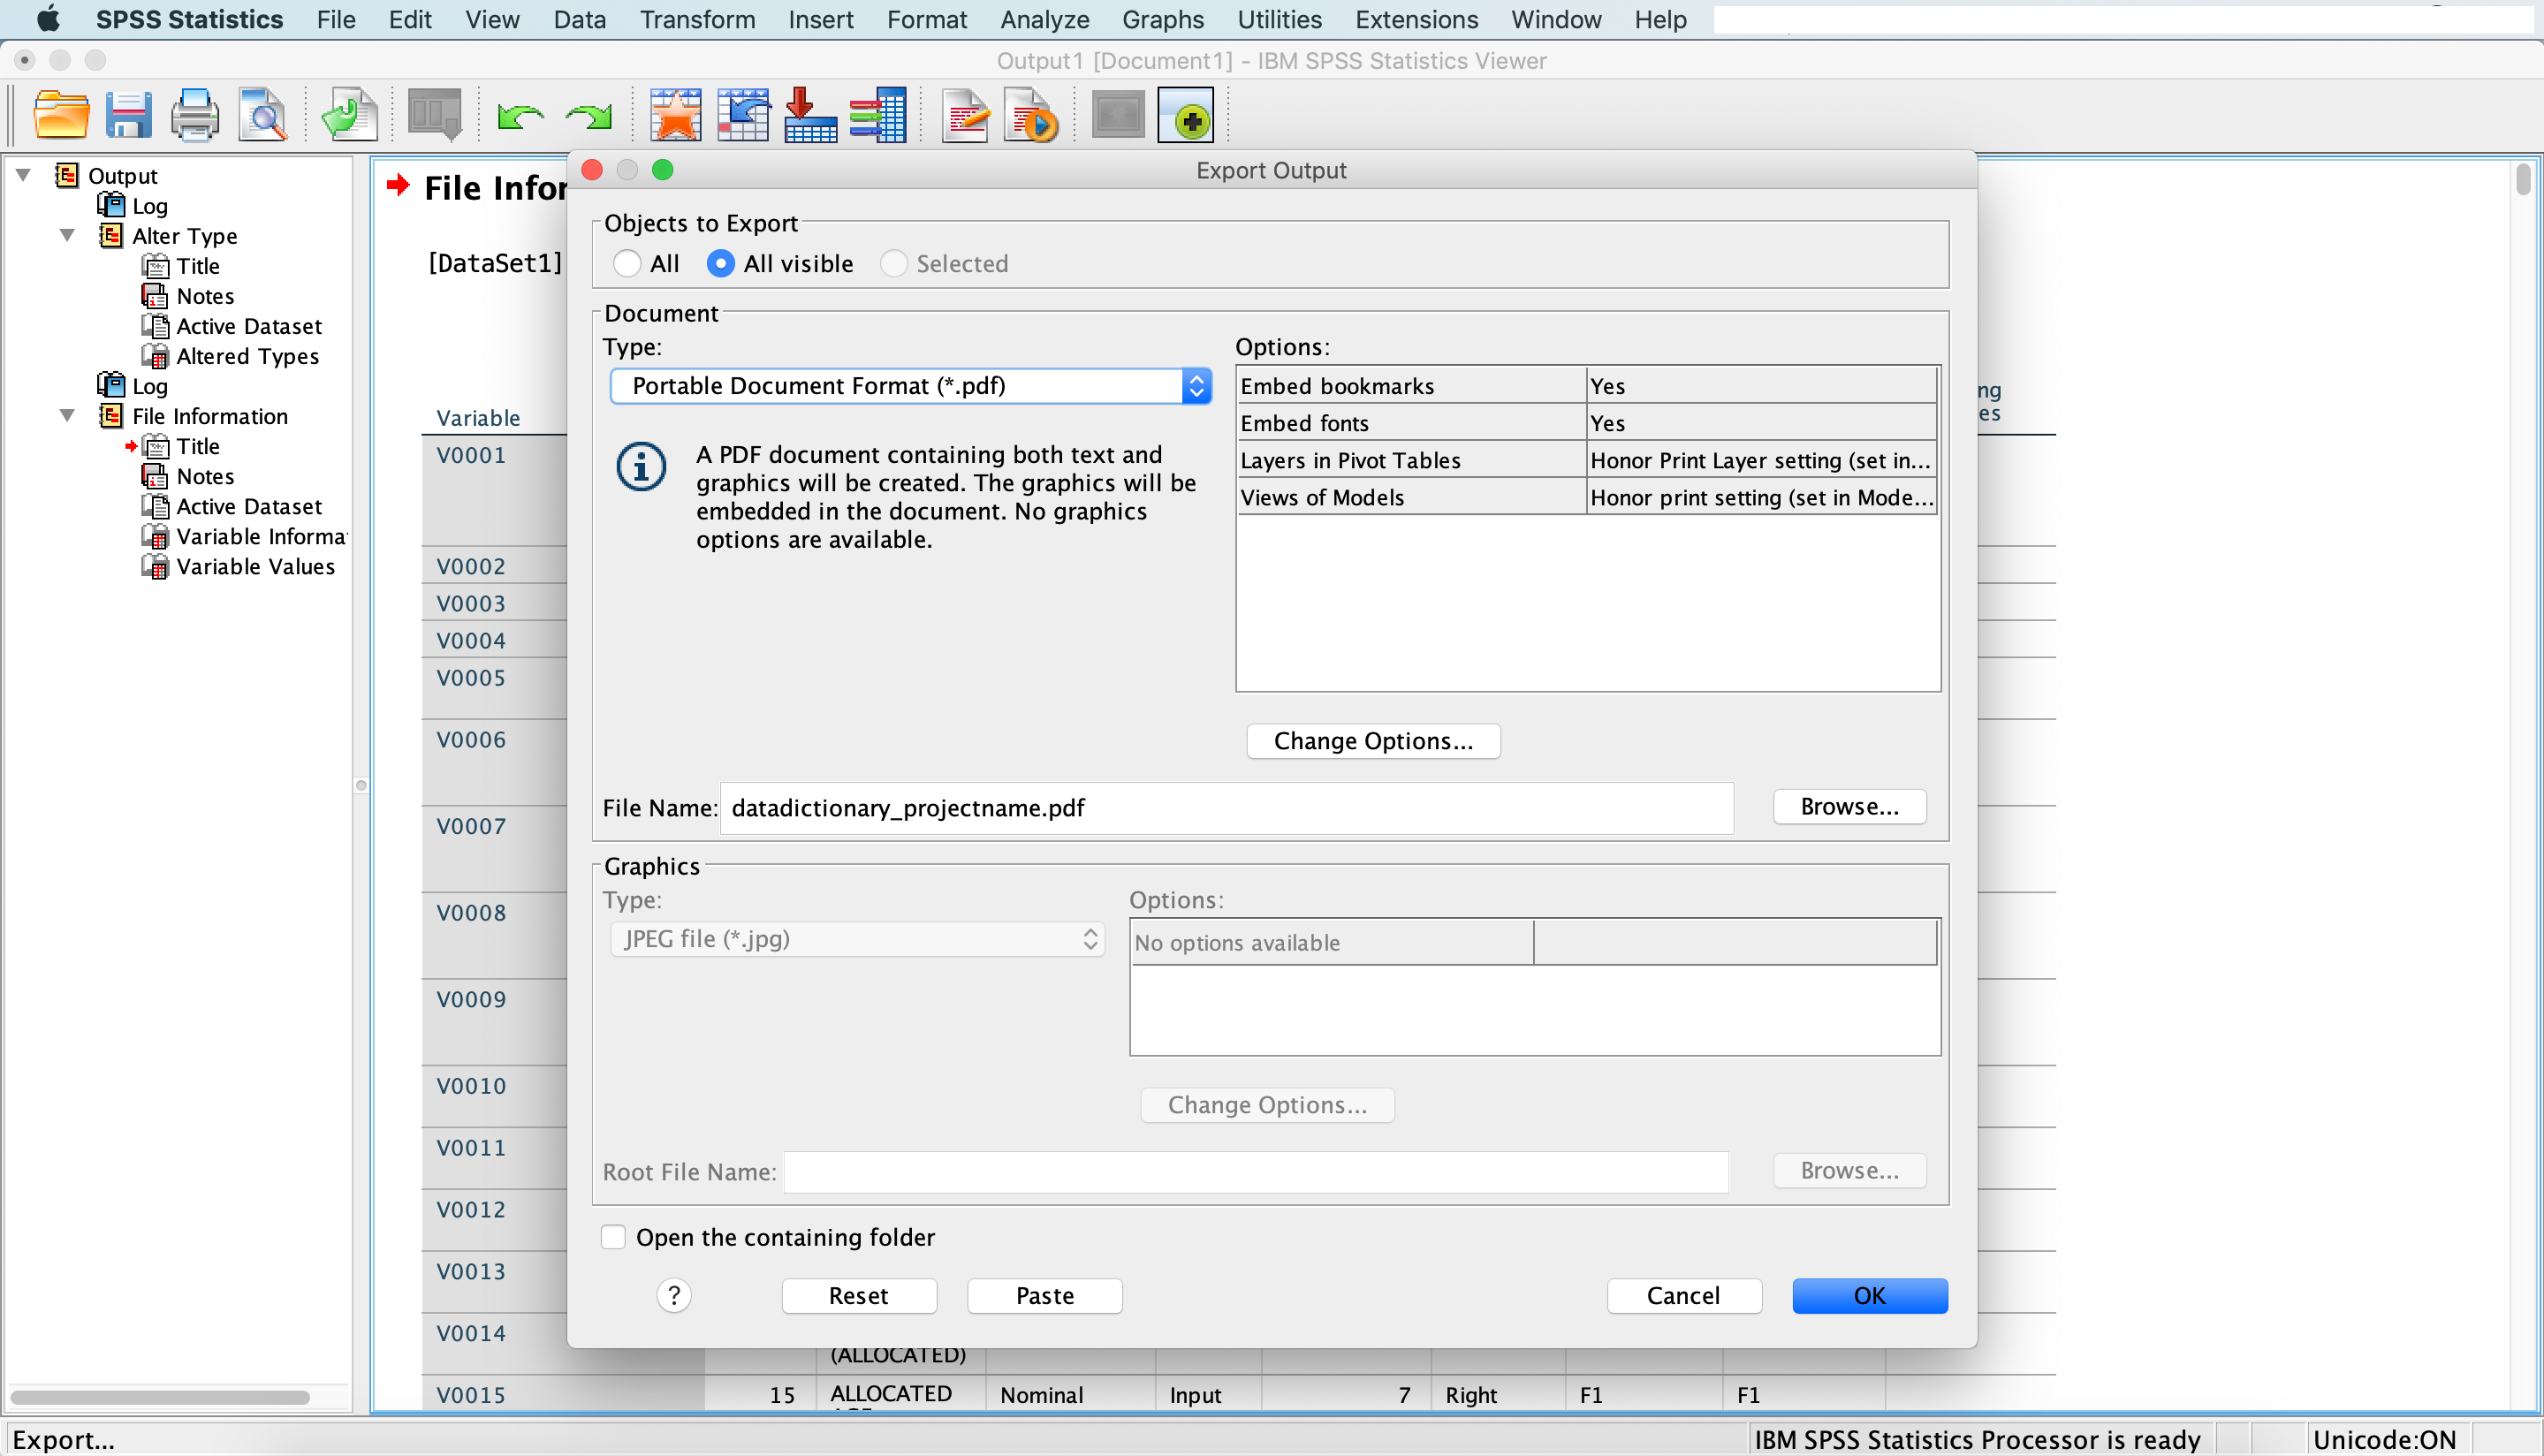 SPSS Statistics File Edit View Data Transform Insert Format Analyze Graphs Utilities Extensions Window Help
Output1 [Document1] - IBM SPSS Statistics Viewer
Output
Log
Alter Type
Title
Notes
Active Dataset
Altered Types
Log
File Information
Title
Notes
Active Dataset
Variable Informa
Variable Values
File Infor
[DataSet1]
Variable
ng
es
V0001
V0002
V0003
V0004
V0005
V0006
V0007
V0008
V0009
V0010
V0011
V0012
V0013
V0014
(ALLOCATED)
V0015 15 ALLOCATED Nominal Input 7 Right F1 F1
Export Output
Objects to Export
All All visible Selected
Document
Type:
Portable Document Format (*.pdf)
A PDF document containing both text and
graphics will be created. The graphics will be
embedded in the document. No graphics
options are available.
Options:
Embed bookmarks Yes
Embed fonts Yes
Layers in Pivot Tables Honor Print Layer setting (set in...
Views of Models Honor print setting (set in Mode...
Change Options...
File Name: datadictionary_projectname.pdf Browse...
Graphics
Type:
JPEG file (*.jpg)
Options:
No options available
Change Options...
Root File Name: Browse...
Open the containing folder
? Reset Paste Cancel OK
Export... IBM SPSS Statistics Processor is ready Unicode:ON